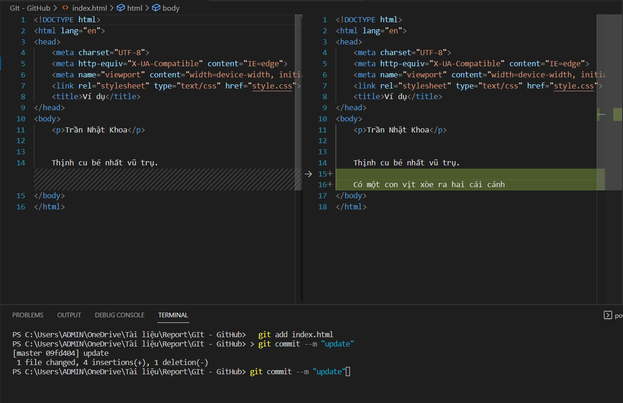 GIt - GitHub > index.html > html > body
1 <!DOCTYPE html>
2 <html lang="en">
3 <head>
4 <meta charset="UTF-8">
5 <meta http-equiv="X-UA-Compatible" content="IE=edge">
6 <meta name="viewport" content="width=device-width, initi
7 <link rel="stylesheet" type="text/css" href="style.css">
8 <title>Ví dụ</title>
9 </head>
10 <body>
11 <p>Trần Nhật Khoa</p>
12
13
14 Thịnh cu bé nhất vũ trụ.
15 </body>
16 </html>
1 <!DOCTYPE html>
2 <html lang="en">
3 <head>
4 <meta charset="UTF-8">
5 <meta http-equiv="X-UA-Compatible" content="IE=edge">
6 <meta name="viewport" content="width=device-width, initi
7 <link rel="stylesheet" type="text/css" href="style.css">
8 <title>Ví dụ</title>
9 </head>
10 <body>
11 <p>Trần Nhật Khoa</p>
12
13
14 Thịnh cu bé nhất vũ trụ.
15+
16+ Có một con vịt xòe ra hai cái cánh
17 </body>
18 </html>
PROBLEMS OUTPUT DEBUG CONSOLE TERMINAL pow
PS C:\Users\ADMIN\OneDrive\Tài liệu\Report\GIt - GitHub> git add index.html
PS C:\Users\ADMIN\OneDrive\Tài liệu\Report\GIt - GitHub> > git commit --m "update"
[master 09fd404] update
1 file changed, 4 insertions(+), 1 deletion(-)
PS C:\Users\ADMIN\OneDrive\Tài liệu\Report\GIt - GitHub> git commit --m "update"